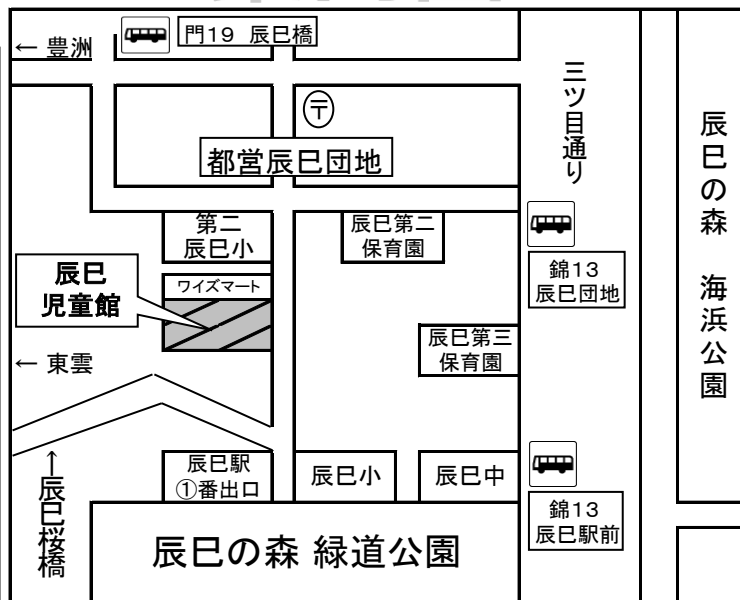 ← 豊洲
門19 辰巳橋
〒
都営辰巳団地
三ツ目通り
辰巳の森 海浜公園
第二
辰巳小
辰巳第二
保育園
錦13
辰巳団地
辰巳
児童館
ワイズマート
辰巳第三
保育園
← 東雲
辰巳駅
①番出口
辰巳小
辰巳中
錦13
辰巳駅前
←辰巳桜橋
辰巳の森 緑道公園